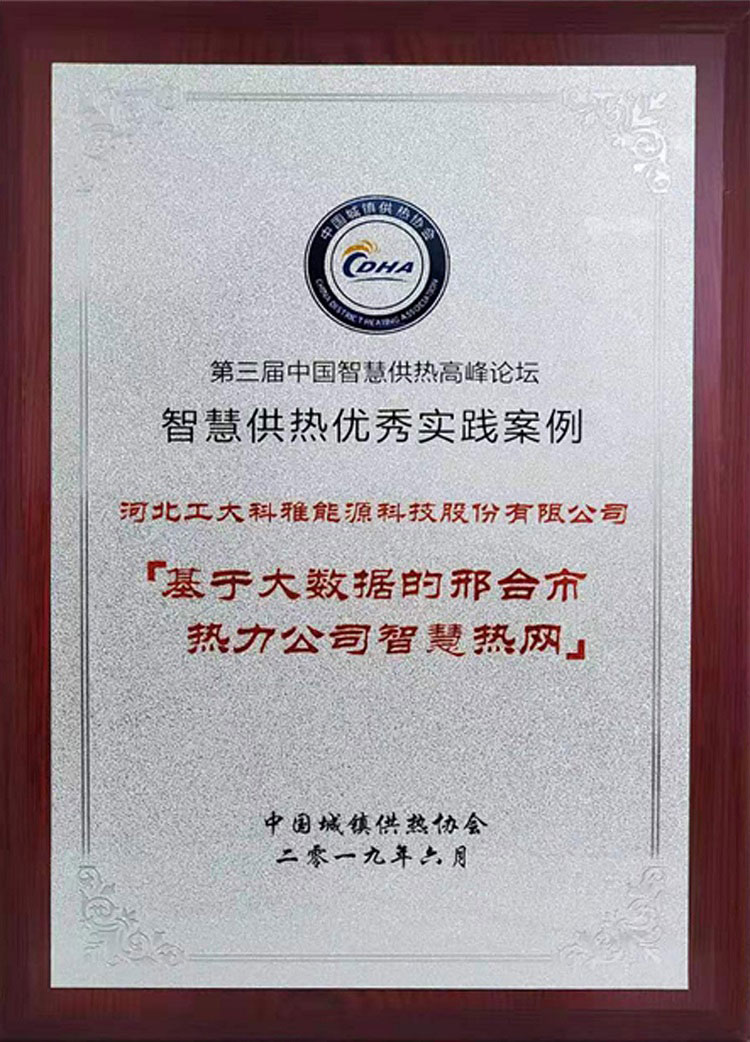 中国城镇供热协会
CDHA
CHINA DISTRICT HEATING ASSOCIATION
第三届中国智慧供热高峰论坛
智慧供热优秀实践案例
河北工大科雅能源科技股份有限公司
「基于大数据的邢台市
热力公司智慧热网」
中国城镇供热协会
二零一九年六月